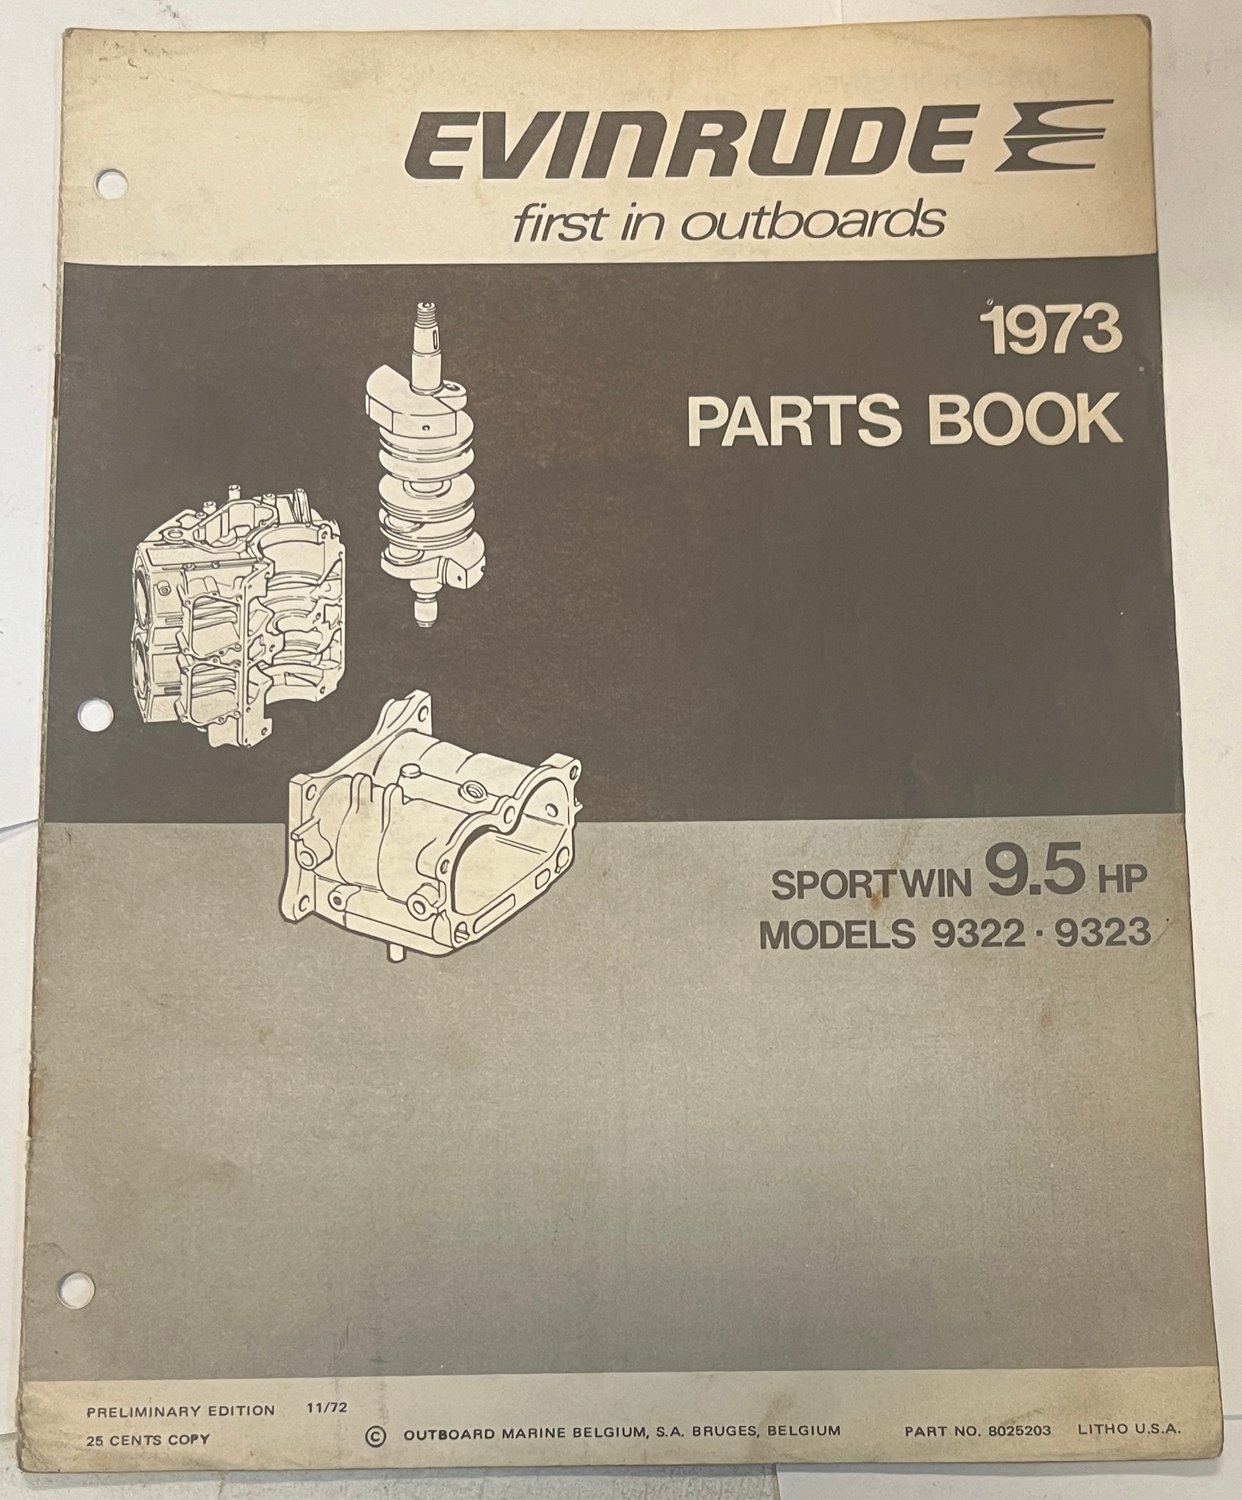 EVINRUDE
first in outboards
1973
PARTS BOOK
SPORTWIN 9.5 HP
MODELS 9322 · 9323
PRELIMINARY EDITION 11/72
25 CENTS COPY
© OUTBOARD MARINE BELGIUM, S.A. BRUGES, BELGIUM PART NO. 8025203 LITHO U.S.A.